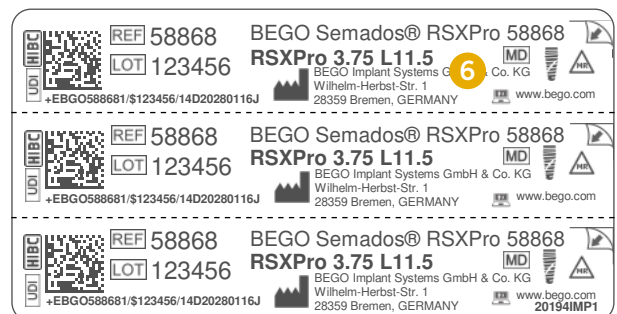 HIBC
UDI
REF 58868
LOT 123456
+EBGO588681/$123456/14D20280116J
BEGO Semados® RSXPro 58868
RSXPro 3.75 L11.5
MD
BEGO Implant Systems G & Co. KG
Wilhelm-Herbst-Str. 1
28359 Bremen, GERMANY
www.bego.com
MR
6
HIBC
UDI
REF 58868
LOT 123456
+EBGO588681/$123456/14D20280116J
BEGO Semados® RSXPro 58868
RSXPro 3.75 L11.5
MD
BEGO Implant Systems GmbH & Co. KG
Wilhelm-Herbst-Str. 1
28359 Bremen, GERMANY
www.bego.com
MR
HIBC
UDI
REF 58868
LOT 123456
+EBGO588681/$123456/14D20280116J
BEGO Semados® RSXPro 58868
RSXPro 3.75 L11.5
MD
BEGO Implant Systems GmbH & Co. KG
Wilhelm-Herbst-Str. 1
28359 Bremen, GERMANY
www.bego.com
MR
20194IMP1